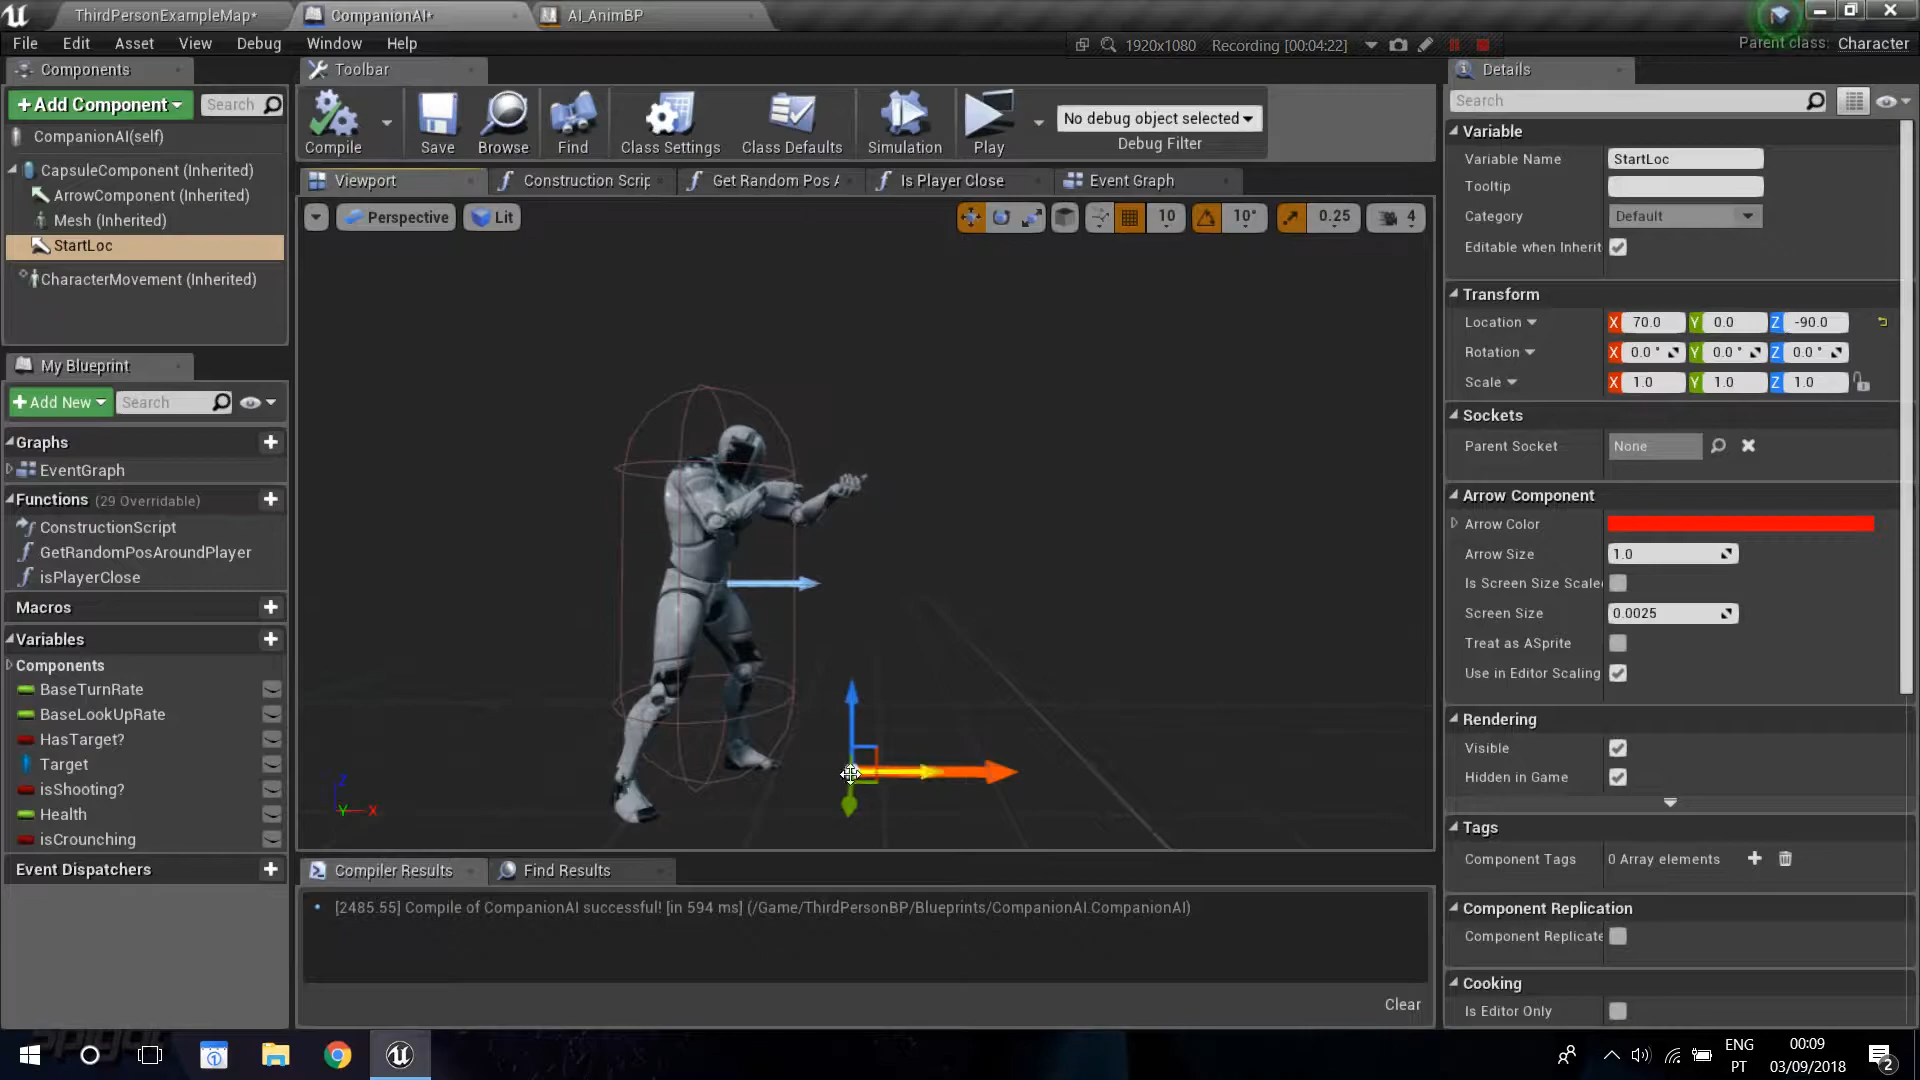 ThirdPersonExampleMap*
CompanionAI*
AI_AnimBP
File Edit Asset View Debug Window Help
1920x1080 Recording [00:04:22]
Parent class: Character
Components
+Add Component
Search
CompanionAI(self)
CapsuleComponent (Inherited)
ArrowComponent (Inherited)
Mesh (Inherited)
StartLoc
CharacterMovement (Inherited)
My Blueprint
+Add New
Search
Graphs
EventGraph
Functions (29 Overridable)
ConstructionScript
GetRandomPosAroundPlayer
isPlayerClose
Macros
Variables
Components
BaseTurnRate
BaseLookUpRate
HasTarget?
Target
isShooting?
Health
isCrounching
Event Dispatchers
Toolbar
Compile
Save
Browse
Find
Class Settings
Class Defaults
Simulation
Play
No debug object selected
Debug Filter
Viewport
Construction Scrip
Get Random Pos A
Is Player Close
Event Graph
Perspective
Lit
10
10°
0.25
4
Z
Y
X
Compiler Results
Find Results
[2485.55] Compile of CompanionAI successful! [in 594 ms] (/Game/ThirdPersonBP/Blueprints/CompanionAI.CompanionAI)
Clear
Details
Search
Variable
Variable Name StartLoc
Tooltip
Category Default
Editable when Inherit
Transform
Location X 70.0 Y 0.0 Z -90.0
Rotation X 0.0 ° Y 0.0 ° Z 0.0 °
Scale X 1.0 Y 1.0 Z 1.0
Sockets
Parent Socket None
Arrow Component
Arrow Color
Arrow Size 1.0
Is Screen Size Scale
Screen Size 0.0025
Treat as ASprite
Use in Editor Scaling
Rendering
Visible
Hidden in Game
Tags
Component Tags 0 Array elements
Component Replication
Component Replicate
Cooking
Is Editor Only
ENG
PT
00:09
03/09/2018
2